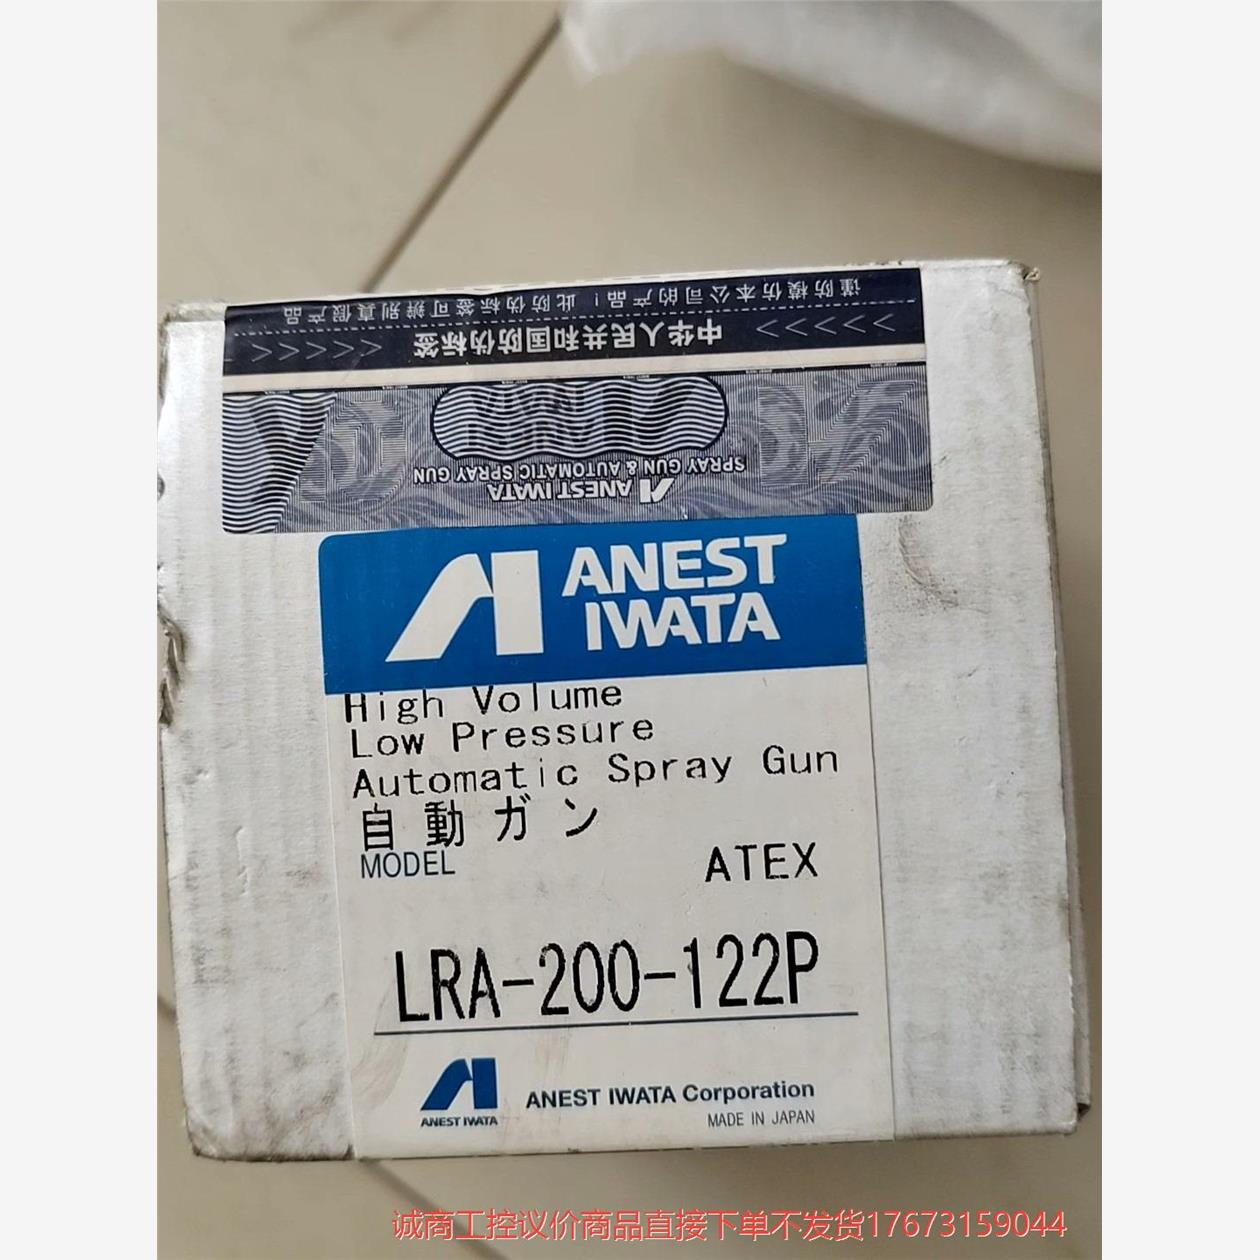 谨防模仿本公司的产品！此防伪标签可辨别真假产品
>>>>> 中华人民共和国防伪标签 <<<<<
SPRAY GUN & AUTOMATIC SPRAY GUN
ANEST IWATA
ANEST
IWATA
High Volume
Low Pressure
Automatic Spray Gun
自動ガン
MODEL
ATEX
LRA-200-122P
ANEST IWATA
ANEST IWATA Corporation
MADE IN JAPAN
诚商工控议价商品直接下单不发货17673159044